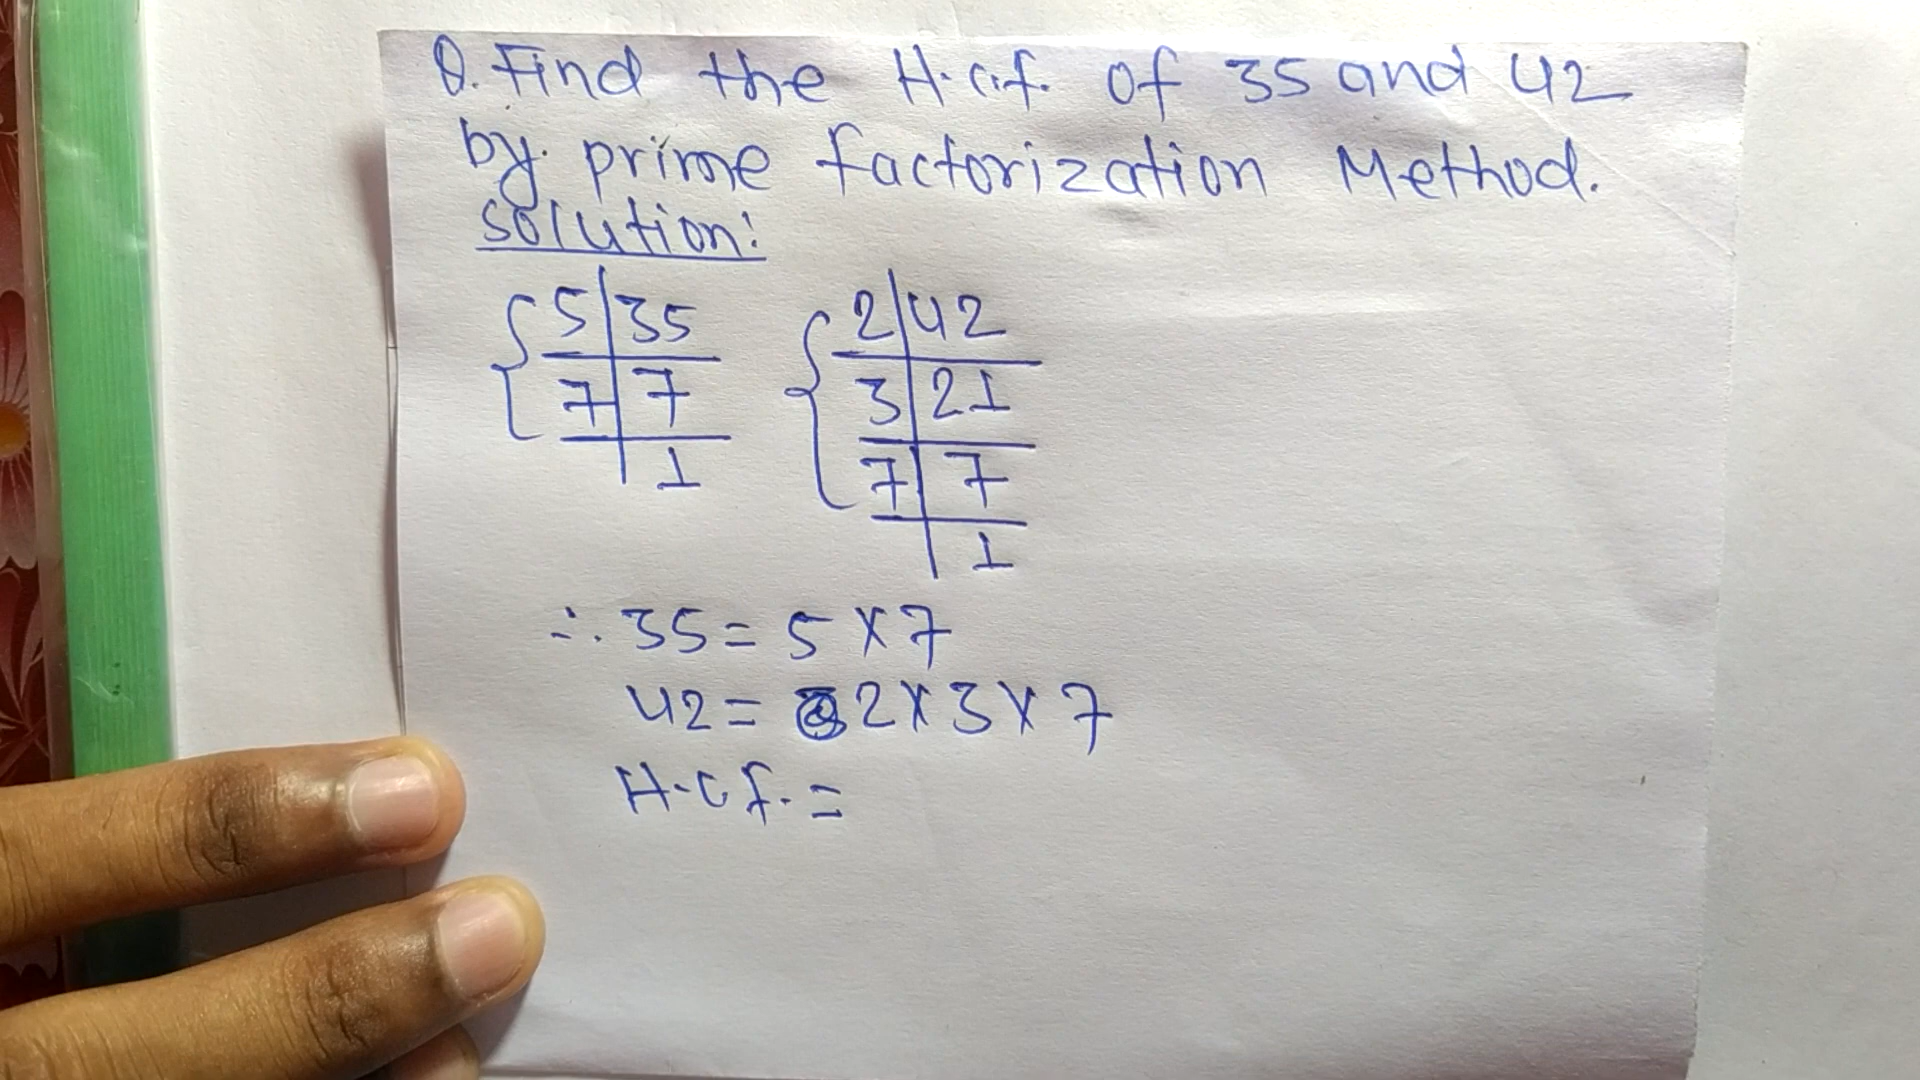 Q. Find the H.C.f. of 35 and 42
by prime factorization Method.
Solution:
5 35
7 7
1
2 42
3 21
7 7
1
∴ 35 = 5 × 7
42 = 2 × 3 × 7
H.C.f. =